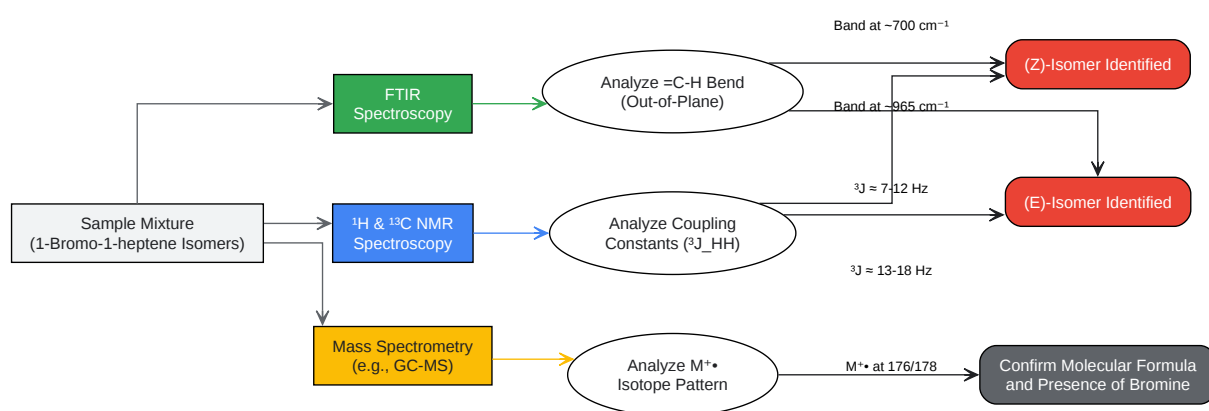 Band at ~700 cm⁻¹
(Z)-Isomer Identified
FTIR
Spectroscopy
Analyze =C-H Bend
(Out-of-Plane)
Band at ~965 cm⁻¹
Sample Mixture
(1-Bromo-1-heptene Isomers)
¹H & ¹³C NMR
Spectroscopy
Analyze Coupling
Constants (³J_HH)
³J ≈ 7-12 Hz
(E)-Isomer Identified
³J ≈ 13-18 Hz
Mass Spectrometry
(e.g., GC-MS)
Analyze M⁺•
Isotope Pattern
M⁺• at 176/178
Confirm Molecular Formula
and Presence of Bromine